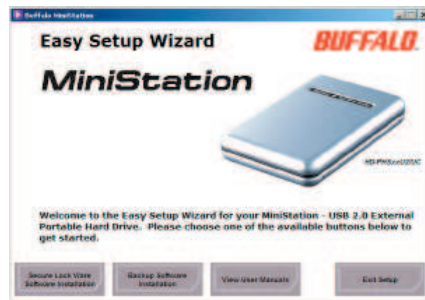 Buffalo MiniStation
Easy Setup Wizard
BUFFALO.
MiniStation
Welcome to the Easy Setup Wizard for your MiniStation - USB 2.0 External
Portable Hard Drive. Please choose one of the available buttons below to
get started.
Secure Lock Ware
Software Installation
Backup Software
Installation
View User Manuals
Exit Setup